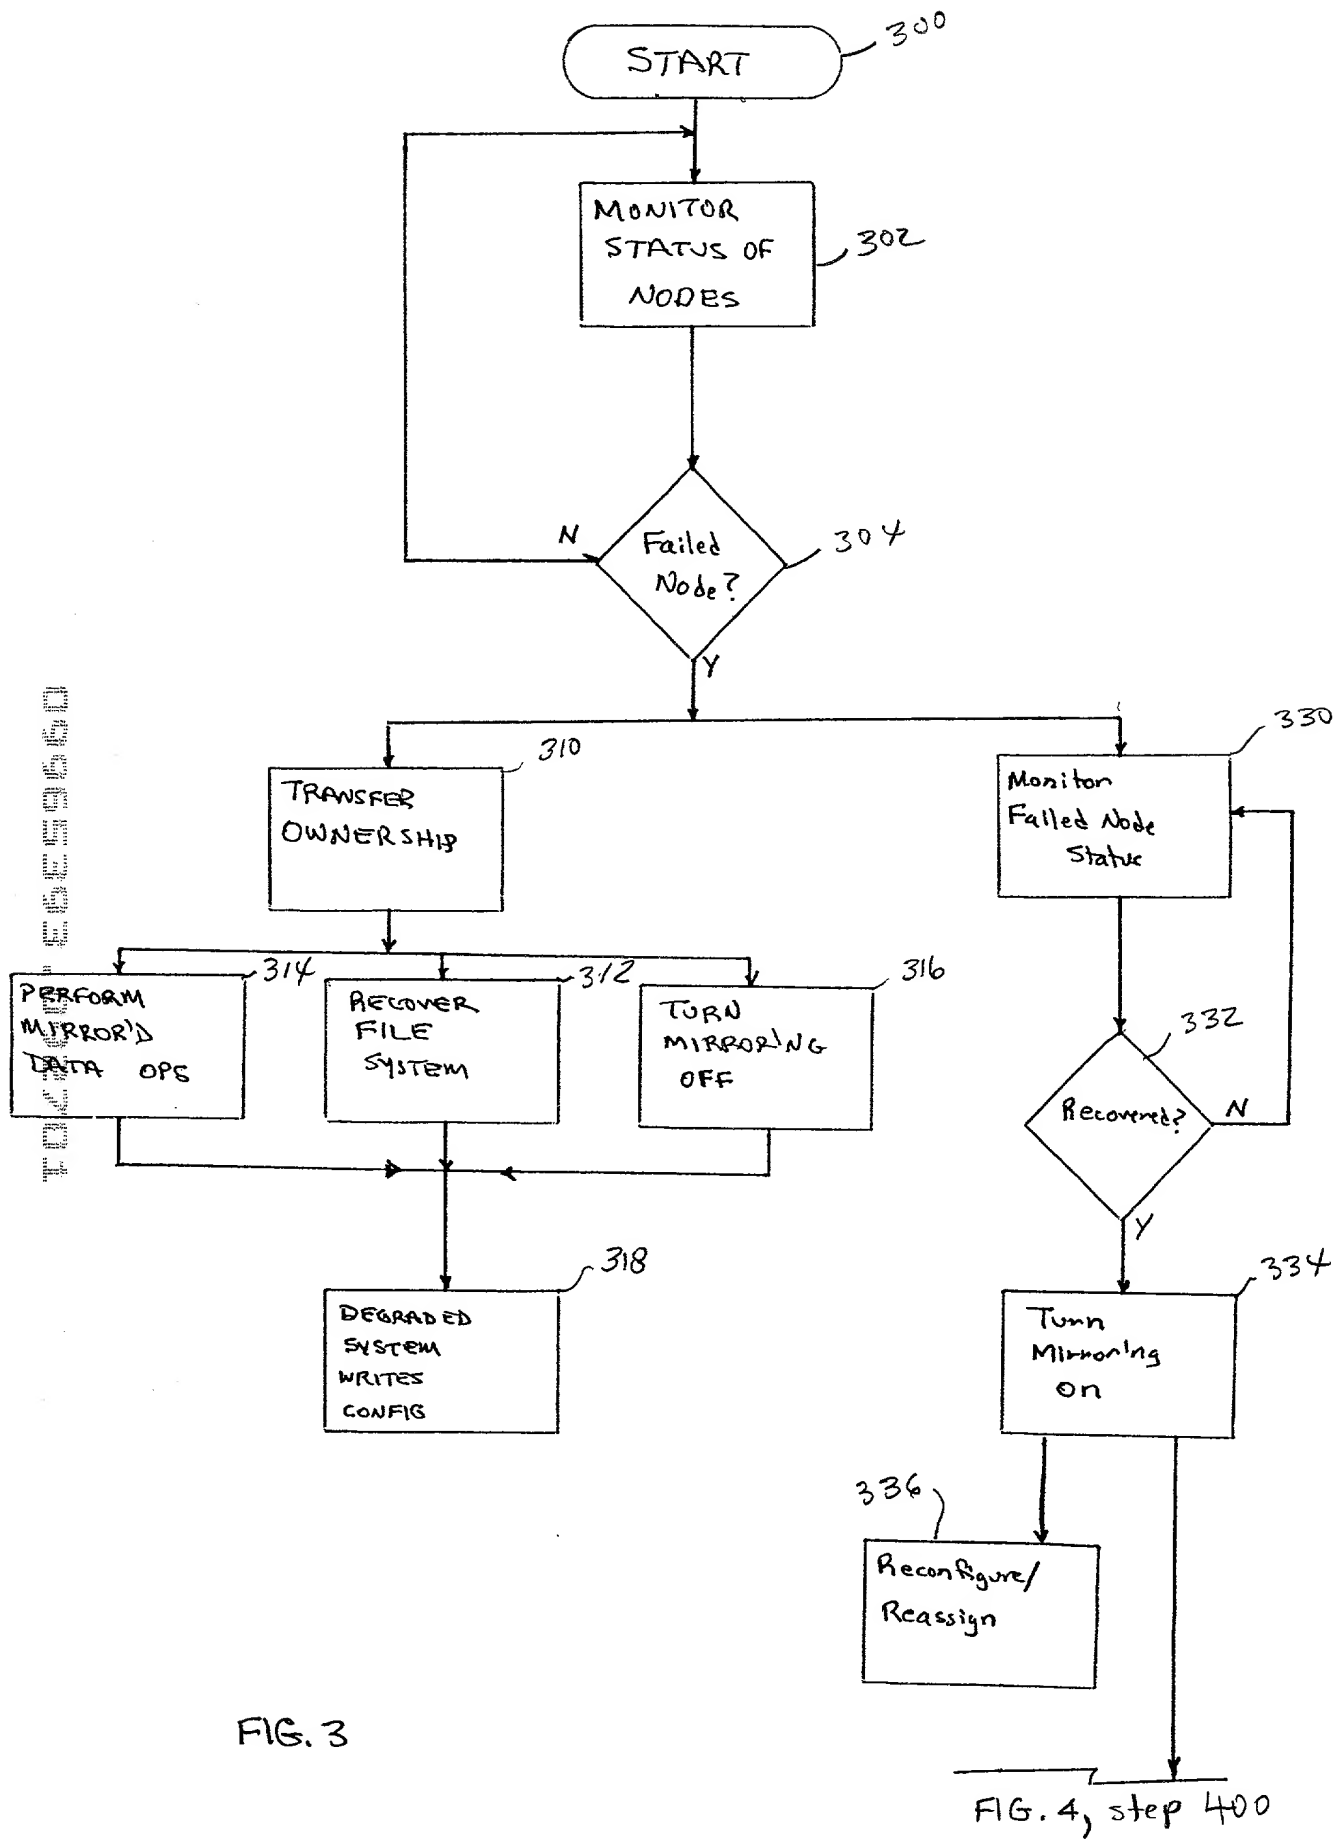 START
300
MONITOR
STATUS OF
NODES
302
N
Failed
Node?
304
Y
310
TRANSFER
OWNERSHIP
330
Monitor
Failed Node
Status
314
PERFORM
MIRROR'D
DATA OPS
312
RECOVER
FILE
SYSTEM
316
TURN
MIRRORING
OFF
332
Recovered?
N
Y
318
DEGRADED
SYSTEM
WRITES
CONFIG
334
Turn
Mirroring
On
336
Reconfigure/
Reassign
FIG. 3
FIG. 4, step 400